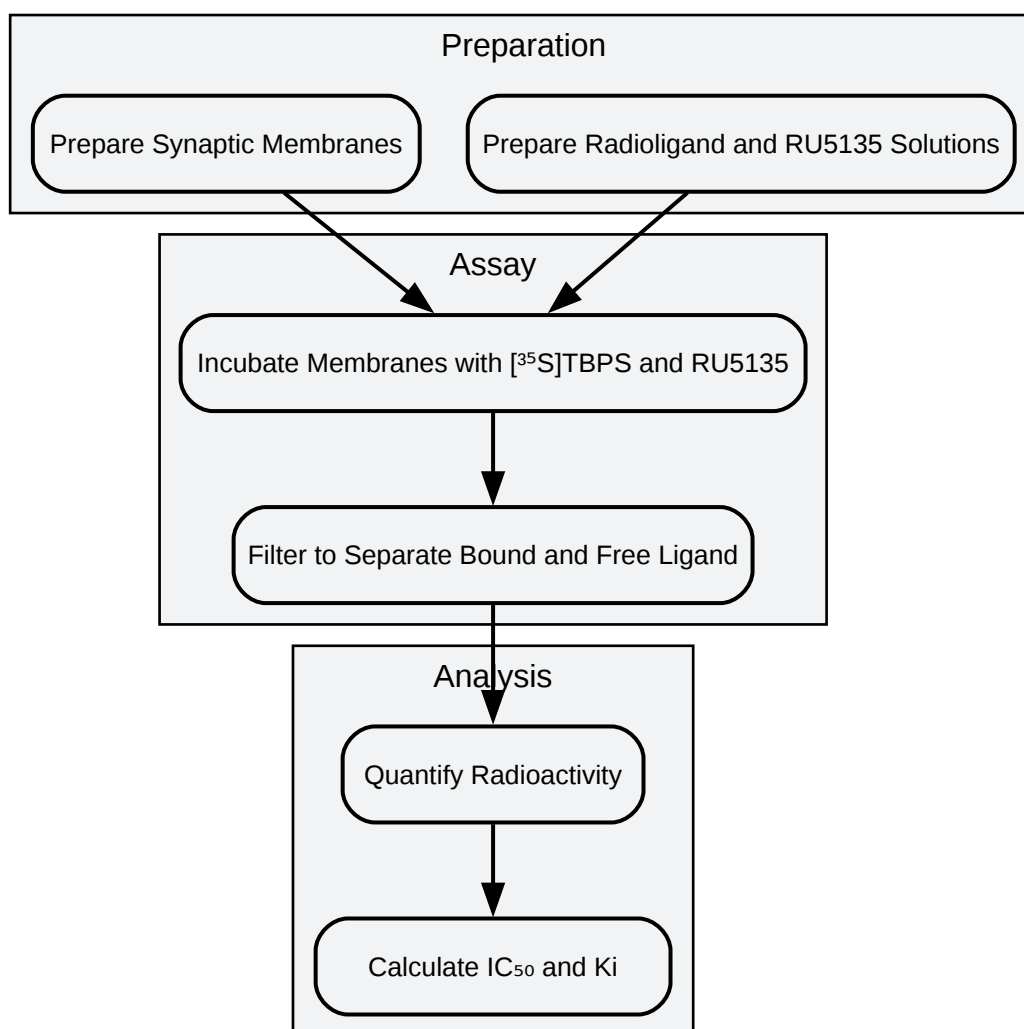 Preparation
Prepare Synaptic Membranes
Prepare Radioligand and RU5135 Solutions
Assay
Incubate Membranes with [³⁵S]TBPS and RU5135
Filter to Separate Bound and Free Ligand
Analysis
Quantify Radioactivity
Calculate IC₅₀ and Ki